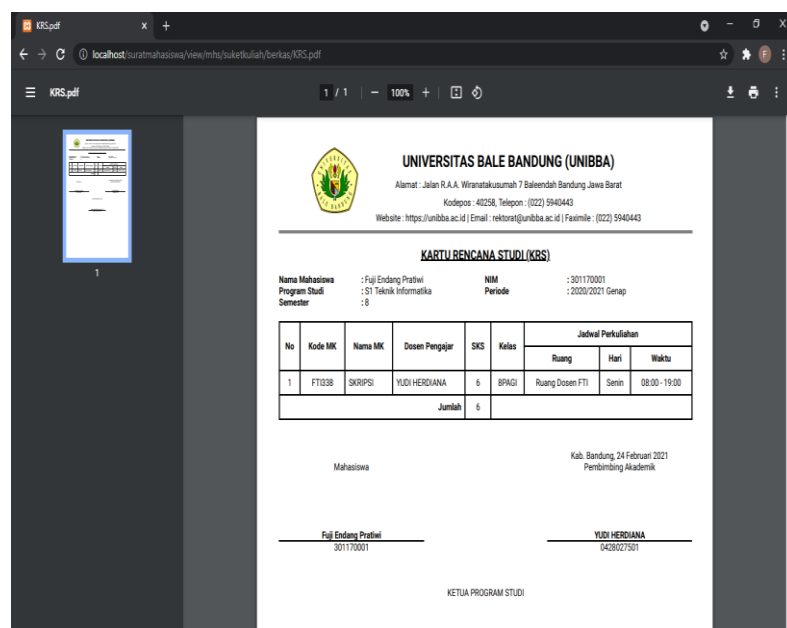 KRS.pdf
localhost/suratmahasiswa/view/mhs/suketkuliah/berkas/KRS.pdf
F
KRS.pdf
1 / 1
100%
1
UNIVERSITAS BALE BANDUNG (UNIBBA)
Alamat : Jalan R.A.A. Wiranatakusumah 7 Baleendah Bandung Jawa Barat
Kodepos : 40258, Telepon : (022) 5940443
Website : https://unibba.ac.id | Email : rektorat@unibba.ac.id | Faximile : (022) 5940443
KARTU RENCANA STUDI (KRS)
Nama Mahasiswa : Fuji Endang Pratiwi NIM : 301170001
Program Studi : S1 Teknik Informatika Periode : 2020/2021 Genap
Semester : 8
No Kode MK Nama MK Dosen Pengajar SKS Kelas Jadwal Perkuliahan
Ruang Hari Waktu
1 FTI338 SKRIPSI YUDI HERDIANA 6 8PAGI Ruang Dosen FTI Senin 08:00 - 19:00
Jumlah 6
Kab. Bandung, 24 Februari 2021
Mahasiswa Pembimbing Akademik
Fuji Endang Pratiwi YUDI HERDIANA
301170001 0428027501
KETUA PROGRAM STUDI